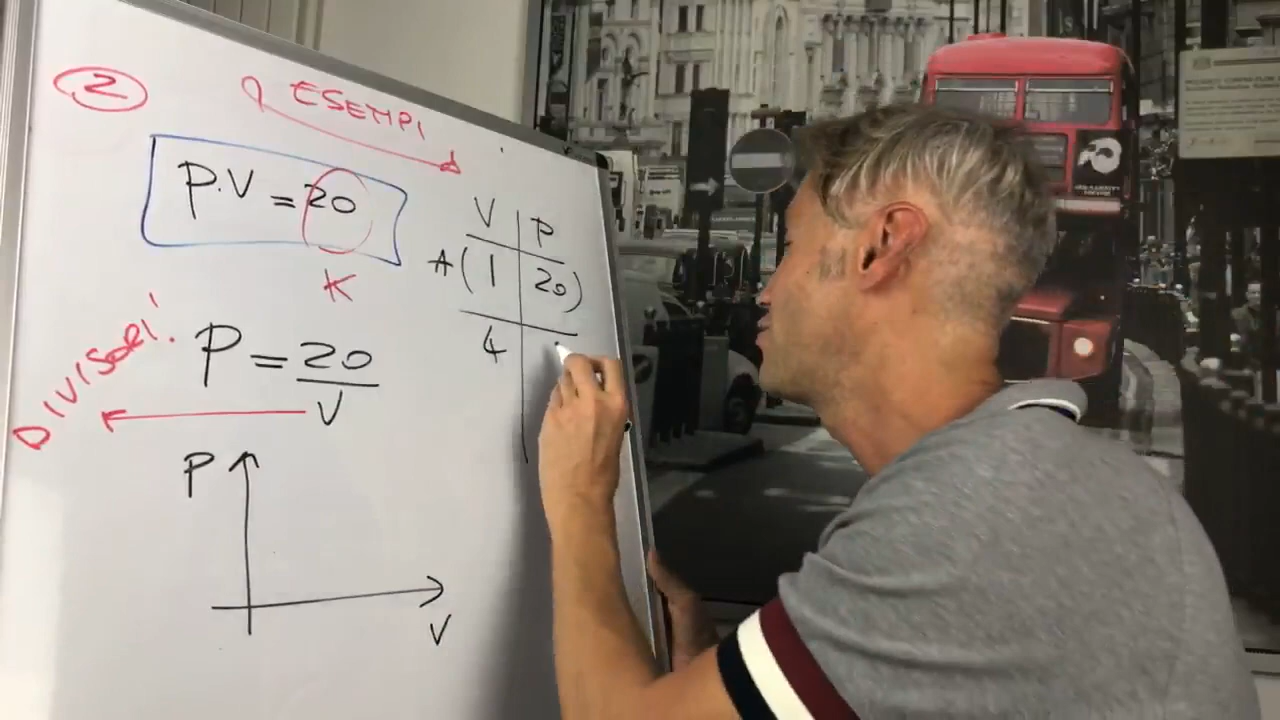 2
ESEMPI
P.V = 20
K
V P
A ( 1 20 )
4
DIVISORI
P = 20
V
P
V